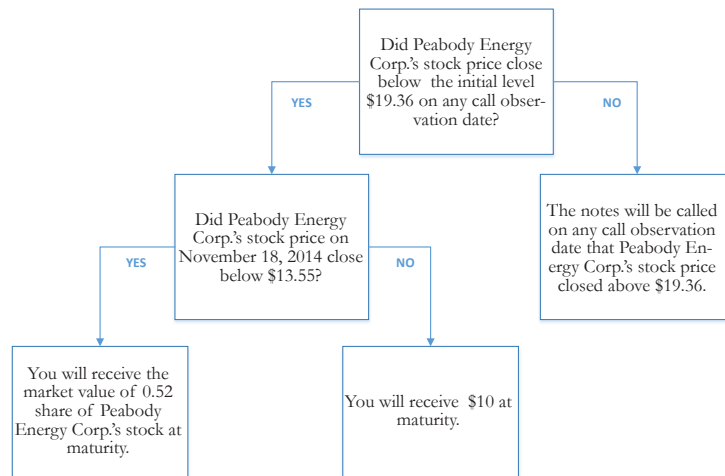 Did Peabody Energy
Corp.'s stock price close
below the initial level
$19.36 on any call obser-
vation date?
YES
NO
Did Peabody Energy
Corp.'s stock price on
November 18, 2014 close
below $13.55?
The notes will be called
on any call observation
date that Peabody En-
ergy Corp.'s stock price
closed above $19.36.
YES
NO
You will receive the
market value of 0.52
share of Peabody
Energy Corp.'s stock at
maturity.
You will receive $10 at
maturity.